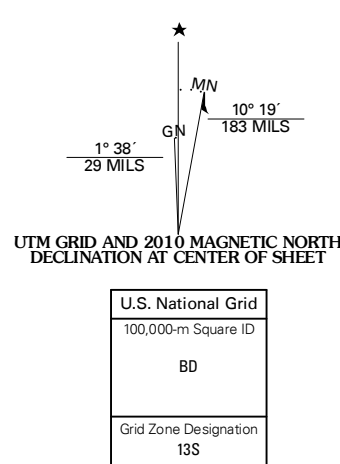 ★
MN
10° 19´
183 MILS
GN
1° 38´
29 MILS
UTM GRID AND 2010 MAGNETIC NORTH
DECLINATION AT CENTER OF SHEET
U.S. National Grid
100,000-m Square ID
BD
Grid Zone Designation
13S